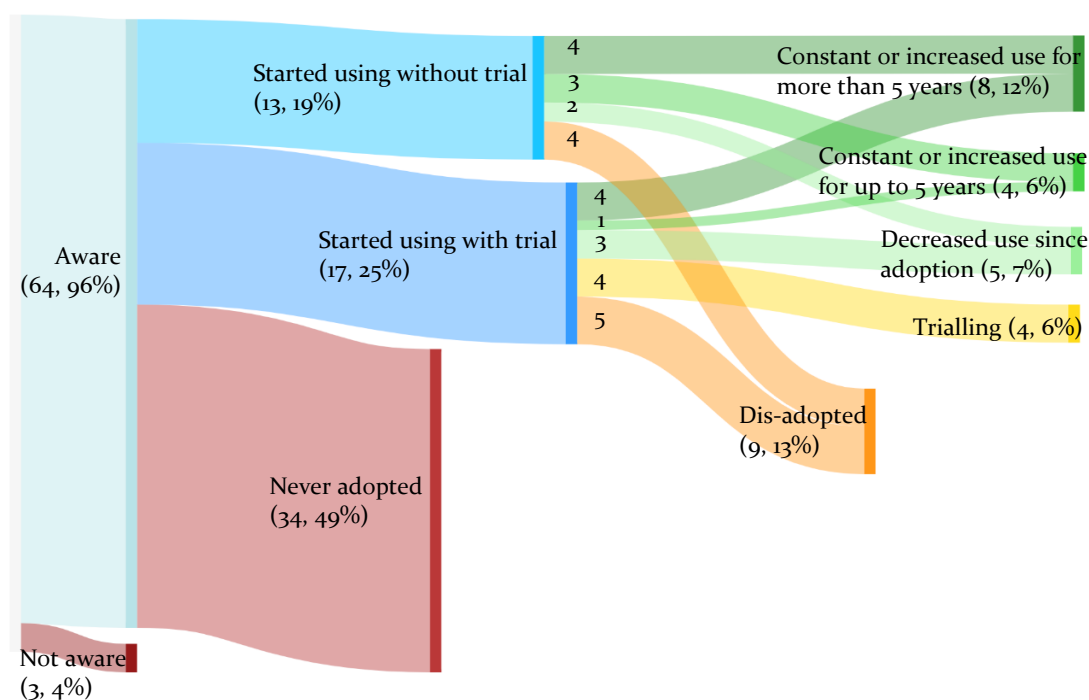 Aware
(64, 96%)
Not aware
(3, 4%)
Started using without trial
(13, 19%)
Started using with trial
(17, 25%)
Never adopted
(34, 49%)
4
3
2
4
4
1
3
4
5
Constant or increased use for
more than 5 years (8, 12%)
Constant or increased use
for up to 5 years (4, 6%)
Decreased use since
adoption (5, 7%)
Trialling (4, 6%)
Dis-adopted
(9, 13%)